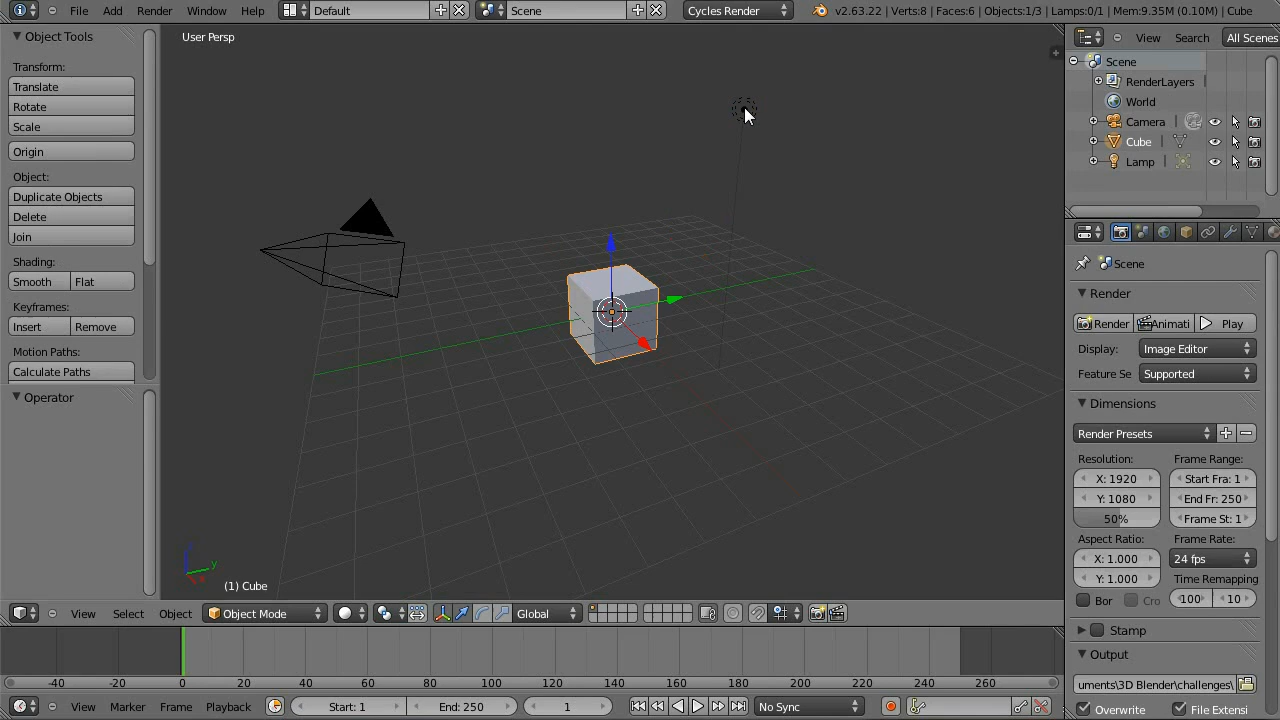 File Add Render Window Help Default Scene Cycles Render v2.63.22 | Verts:8 | Faces:6 | Objects:1/3 | Lamps:0/1 | Mem:9.35M (0.10M) | Cube
Object Tools
Transform:
Translate
Rotate
Scale
Origin
Object:
Duplicate Objects
Delete
Join
Shading:
Smooth Flat
Keyframes:
Insert Remove
Motion Paths:
Calculate Paths
Operator
User Persp
y
(1) Cube
View Search All Scenes
Scene
RenderLayers
World
Camera
Cube
Lamp
Scene
Render
Render Animati Play
Display: Image Editor
Feature Se Supported
Dimensions
Render Presets
Resolution: Frame Range:
X: 1920 Start Fra: 1
Y: 1080 End Fr: 250
50% Frame St: 1
Aspect Ratio: Frame Rate:
X: 1.000 24 fps
Y: 1.000 Time Remapping
Bor Cro 100 10
Stamp
Output
uments\3D Blender\challenges\
Overwrite File Extensi
View Select Object Object Mode Global
-40 -20 0 20 40 60 80 100 120 140 160 180 200 220 240 260
View Marker Frame Playback Start: 1 End: 250 1 No Sync